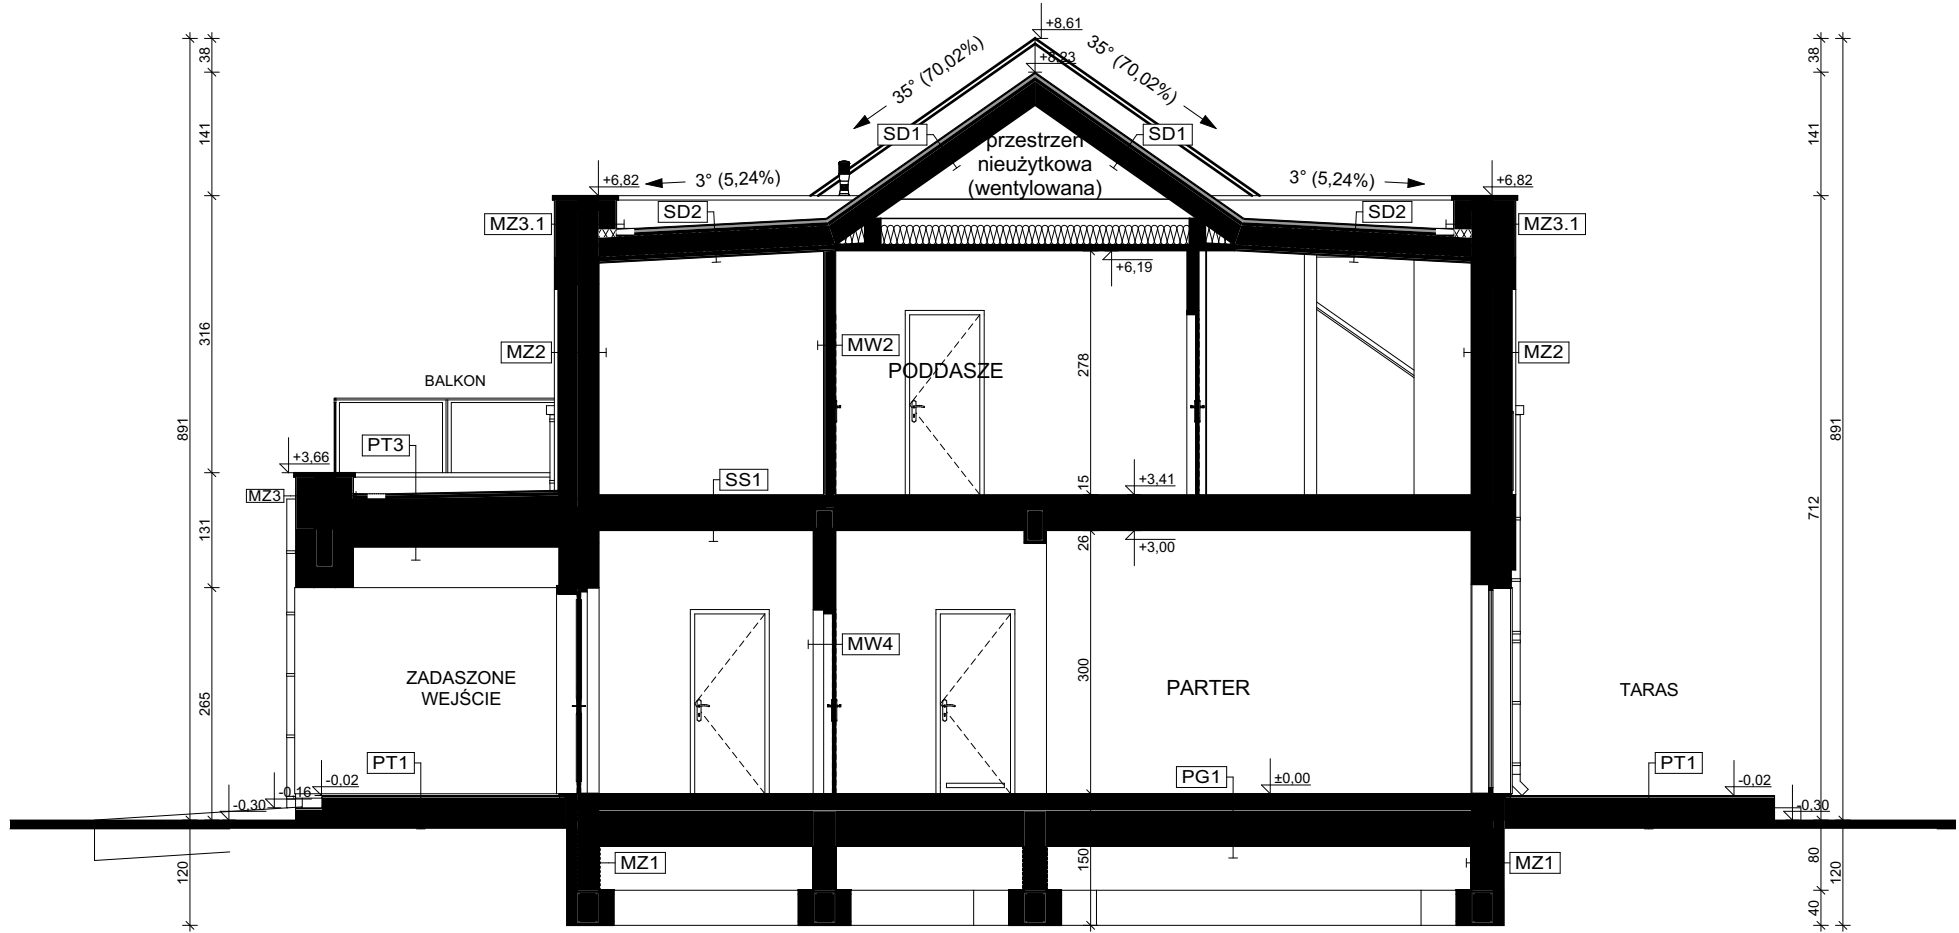 +8,61
35° (70,02%)
35° (70,02%)
+8,23
38
38
141
141
SD1
SD1
przestrzeń
nieużytkowa
(wentylowana)
+6,82
3° (5,24%)
3° (5,24%)
+6,82
MZ3.1
SD2
SD2
MZ3.1
+6,19
316
MZ2
MW2
PODDASZE
278
MZ2
BALKON
891
891
PT3
+3,66
MZ3
SS1
15
+3,41
712
131
26
+3,00
MW4
300
265
ZADASZONE
WEJŚCIE
PARTER
TARAS
PT1
-0,02
PG1
±0,00
PT1
-0,02
-0,16
-0,30
-0,30
120
MZ1
150
MZ1
80
120
40